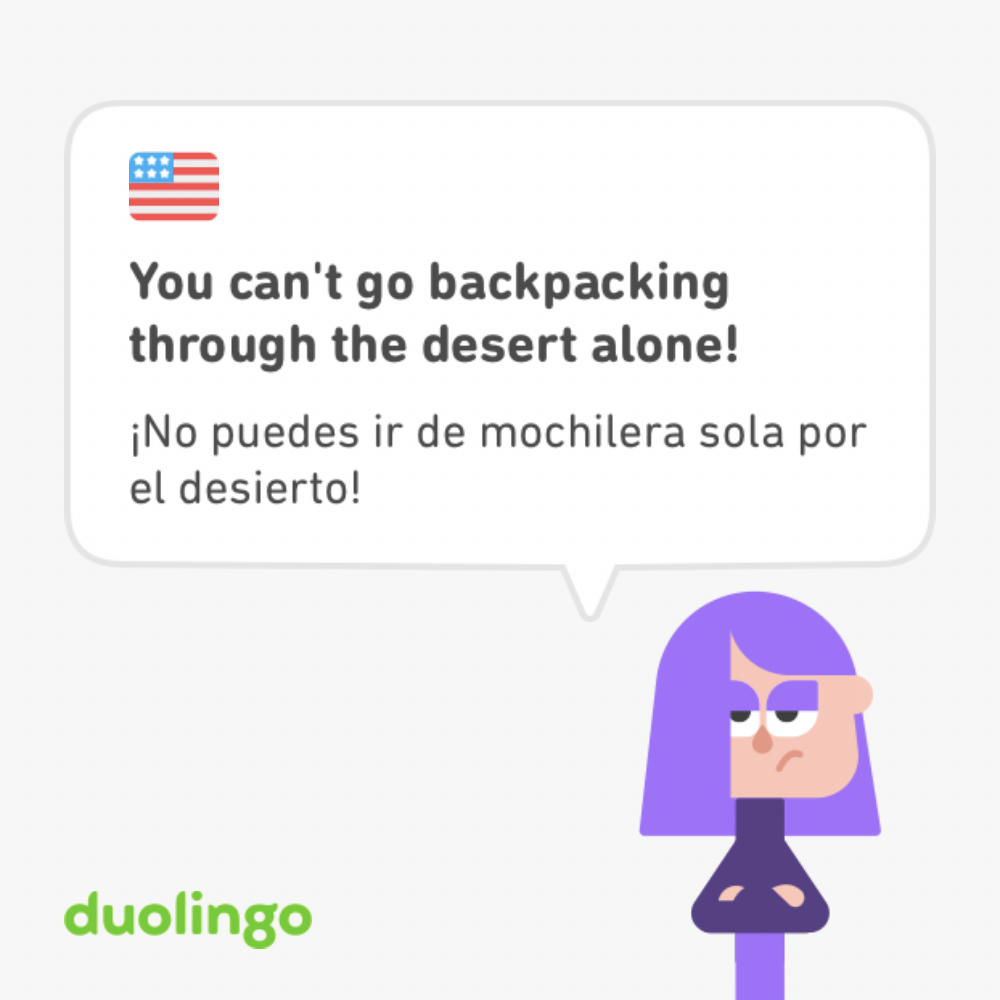 You can't go backpacking
through the desert alone!
¡No puedes ir de mochilera sola por
el desierto!
duolingo